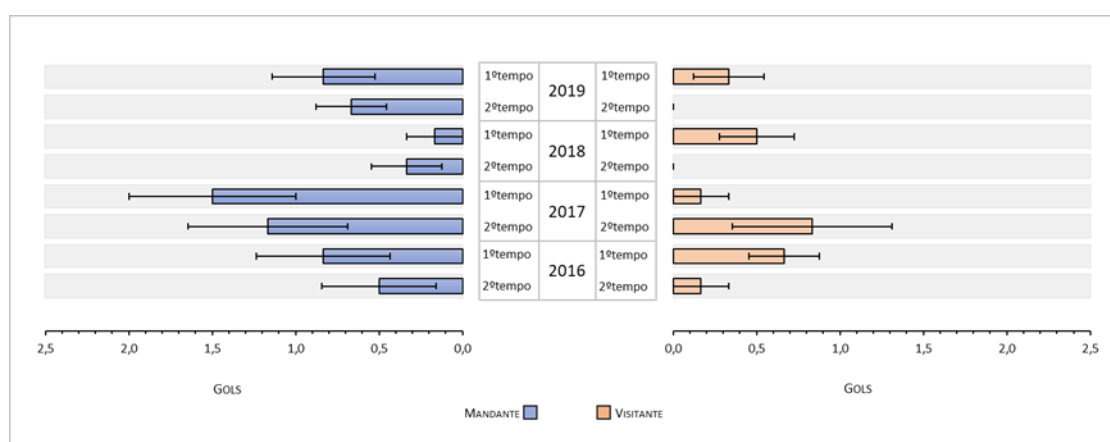 1ºtempo 2019 1ºtempo
2ºtempo 2ºtempo
1ºtempo 2018 1ºtempo
2ºtempo 2ºtempo
1ºtempo 2017 1ºtempo
2ºtempo 2ºtempo
1ºtempo 2016 1ºtempo
2ºtempo 2ºtempo
2,5 2,0 1,5 1,0 0,5 0,0 0,0 0,5 1,0 1,5 2,0 2,5
GOLS GOLS
MANDANTE VISITANTE